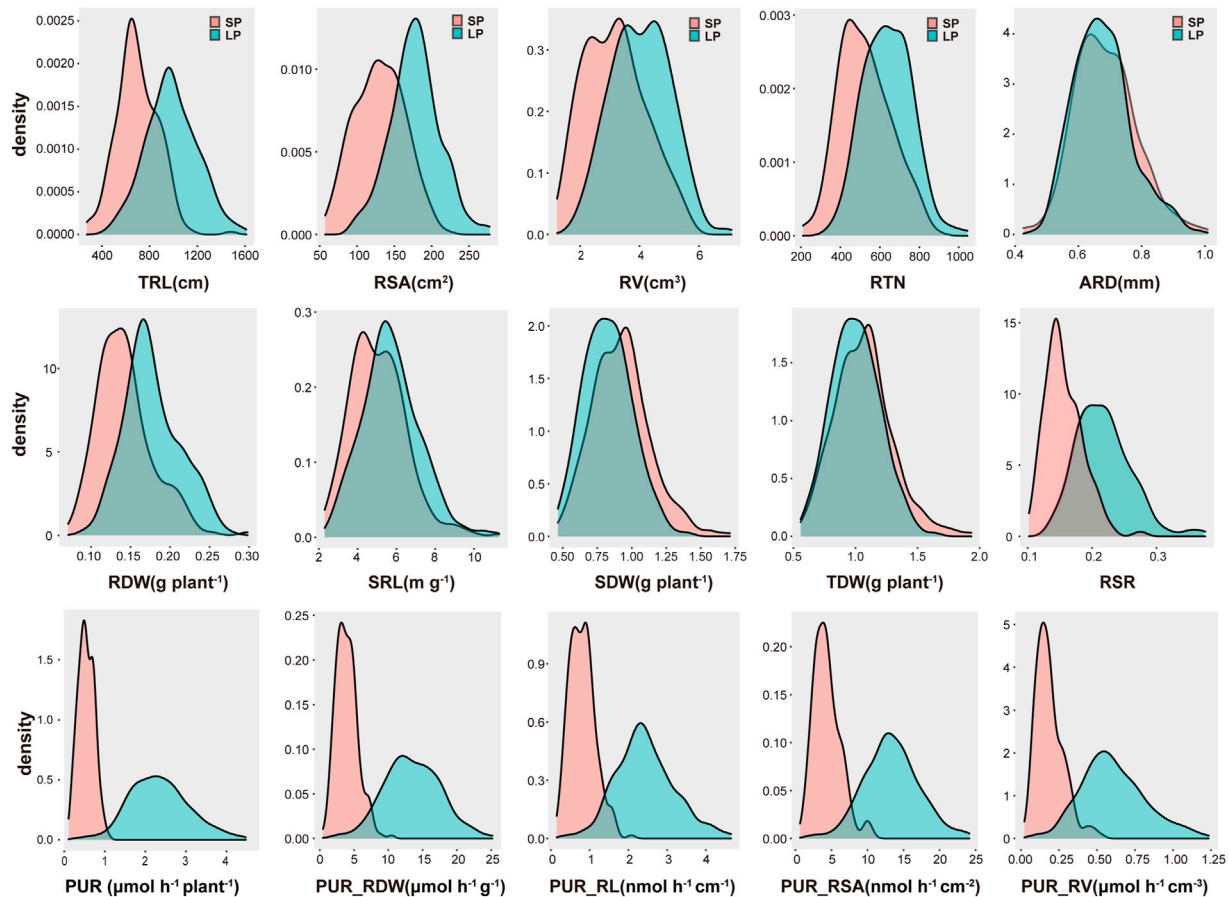 SP
LP
SP
LP
SP
LP
SP
LP
SP
LP
density
0.0025
0.0020
0.0015
0.0010
0.0005
0.0000
400 800 1200 1600
TRL(cm)
0.010
0.005
0.000
50 100 150 200 250
RSA(cm²)
0.3
0.2
0.1
0.0
2 4 6
RV(cm³)
0.003
0.002
0.001
0.000
200 400 600 800 1000
RTN
4
3
2
1
0
0.4 0.6 0.8 1.0
ARD(mm)
density
10
5
0
0.10 0.15 0.20 0.25 0.30
RDW(g plant⁻¹)
0.3
0.2
0.1
0.0
2 4 6 8 10
SRL(m g⁻¹)
2.0
1.5
1.0
0.5
0.0
0.50 0.75 1.00 1.25 1.50 1.75
SDW(g plant⁻¹)
1.5
1.0
0.5
0.0
0.5 1.0 1.5 2.0
TDW(g plant⁻¹)
15
10
5
0
0.1 0.2 0.3
RSR
density
1.5
1.0
0.5
0.0
0 1 2 3 4
PUR (μmol h⁻¹ plant⁻¹)
0.25
0.20
0.15
0.10
0.05
0.00
0 5 10 15 20 25
PUR_RDW(μmol h⁻¹ g⁻¹)
0.9
0.6
0.3
0.0
0 1 2 3 4
PUR_RL(nmol h⁻¹ cm⁻¹)
0.20
0.15
0.10
0.05
0.00
0 5 10 15 20 25
PUR_RSA(nmol h⁻¹ cm⁻²)
5
4
3
2
1
0
0.00 0.25 0.50 0.75 1.00 1.25
PUR_RV(μmol h⁻¹ cm⁻³)